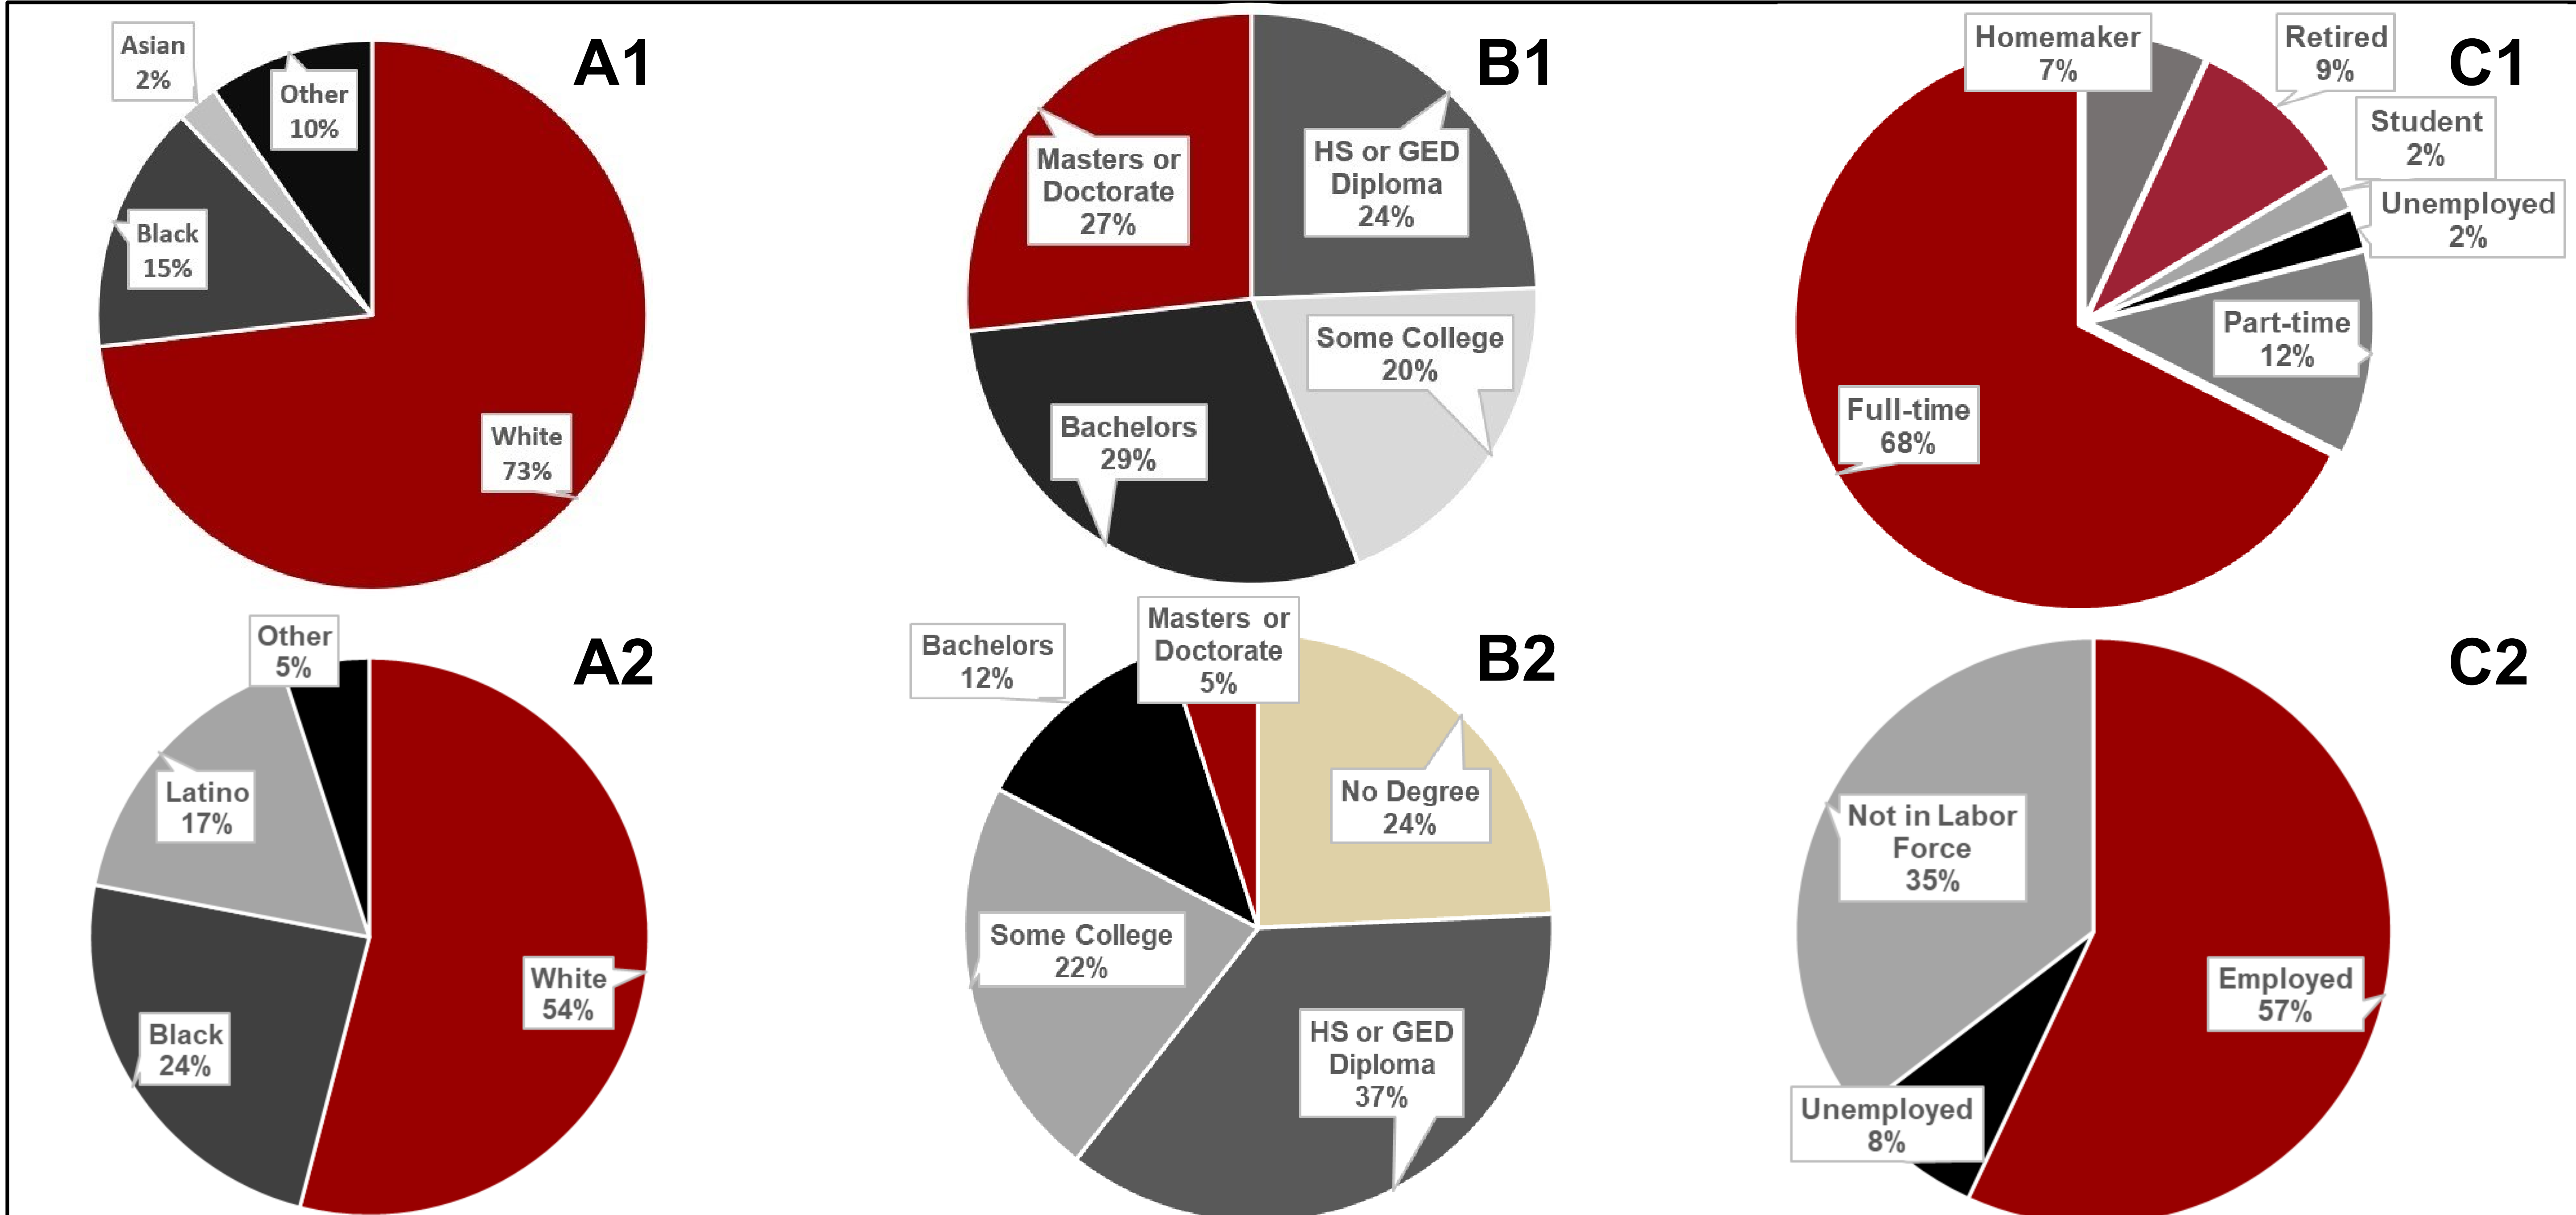 A1
Asian
2%
Other
10%
Black
15%
White
73%
B1
Masters or
Doctorate
27%
HS or GED
Diploma
24%
Some College
20%
Bachelors
29%
C1
Homemaker
7%
Retired
9%
Student
2%
Unemployed
2%
Part-time
12%
Full-time
68%
A2
Other
5%
Latino
17%
White
54%
Black
24%
B2
Bachelors
12%
Masters or
Doctorate
5%
No Degree
24%
Some College
22%
HS or GED
Diploma
37%
C2
Not in Labor
Force
35%
Employed
57%
Unemployed
8%